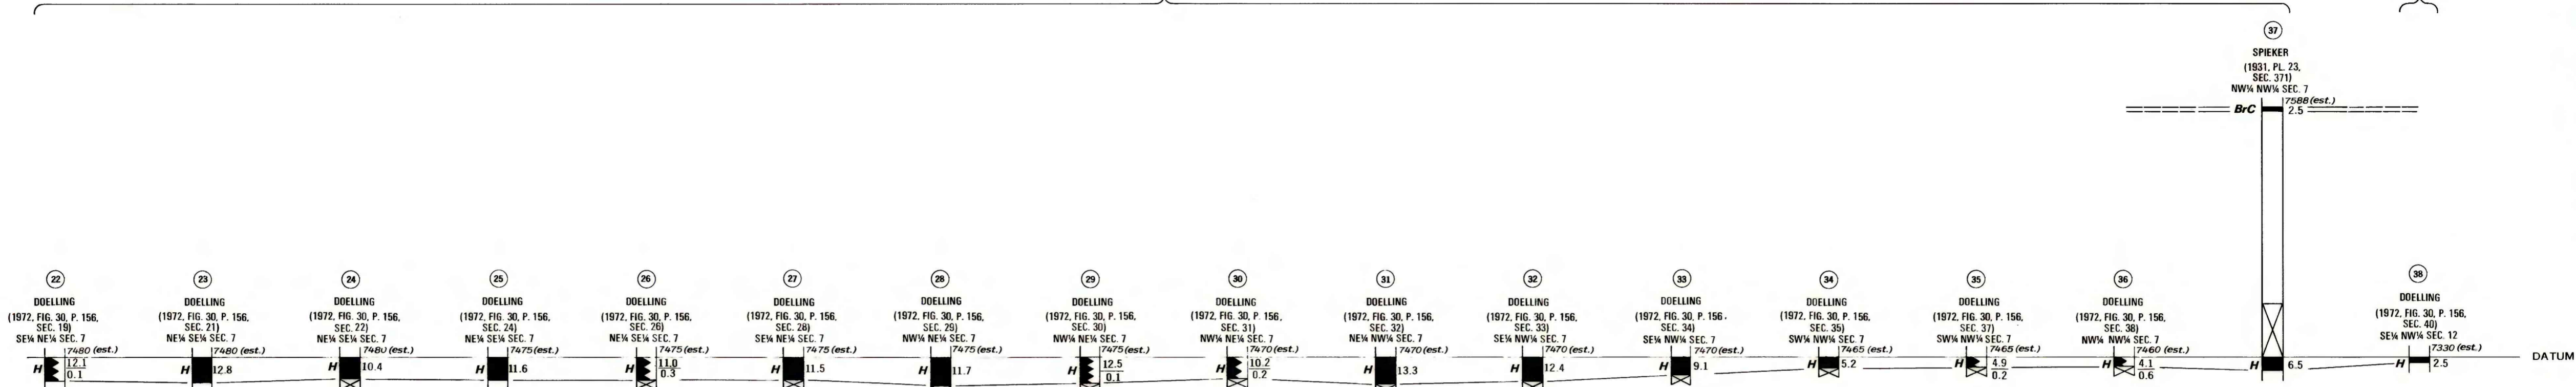 37
SPIEKER
(1931, PL. 23,
SEC. 371)
NW¼ NW¼ SEC. 7
7588 (est.)
BrC 2.5
22
DOELLING
(1972, FIG. 30, P. 156,
SEC. 19)
SE¼ NE¼ SEC. 7
7480 (est.)
H 12.1
0.1
23
DOELLING
(1972, FIG. 30, P. 156,
SEC. 21)
NE¼ SE¼ SEC. 7
7480 (est.)
H 12.8
24
DOELLING
(1972, FIG. 30, P. 156,
SEC. 22)
NE¼ SE¼ SEC. 7
7480 (est.)
H 10.4
25
DOELLING
(1972, FIG. 30, P. 156,
SEC. 24)
NE¼ SE¼ SEC. 7
7475 (est.)
H 11.6
26
DOELLING
(1972, FIG. 30, P. 156,
SEC. 26)
NE¼ SE¼ SEC. 7
7475 (est.)
H 11.0
0.3
27
DOELLING
(1972, FIG. 30, P. 156,
SEC. 28)
SE¼ NE¼ SEC. 7
7475 (est.)
H 11.5
28
DOELLING
(1972, FIG. 30, P. 156,
SEC. 29)
NW¼ NE¼ SEC. 7
7475 (est.)
H 11.7
29
DOELLING
(1972, FIG. 30, P. 156,
SEC. 30)
NW¼ NE¼ SEC. 7
7475 (est.)
H 12.5
0.1
30
DOELLING
(1972, FIG. 30, P. 156,
SEC. 31)
NW¼ NE¼ SEC. 7
7470 (est.)
H 10.2
0.2
31
DOELLING
(1972, FIG. 30, P. 156,
SEC. 32)
NE¼ NW¼ SEC. 7
7470 (est.)
H 13.3
32
DOELLING
(1972, FIG. 30, P. 156,
SEC. 33)
SE¼ NW¼ SEC. 7
7470 (est.)
H 12.4
33
DOELLING
(1972, FIG. 30, P. 156,
SEC. 34)
SE¼ NW¼ SEC. 7
7470 (est.)
H 9.1
34
DOELLING
(1972, FIG. 30, P. 156,
SEC. 35)
SW¼ NW¼ SEC. 7
7465 (est.)
H 5.2
35
DOELLING
(1972, FIG. 30, P. 156,
SEC. 37)
SW¼ NW¼ SEC. 7
7465 (est.)
H 4.9
0.2
36
DOELLING
(1972, FIG. 30, P. 156,
SEC. 38)
NW¼ NW¼ SEC. 7
7460 (est.)
H 4.1
0.6
H 6.5
38
DOELLING
(1972, FIG. 30, P. 156,
SEC. 40)
SE¼ NW¼ SEC. 12
7330 (est.)
H 2.5
DATUM